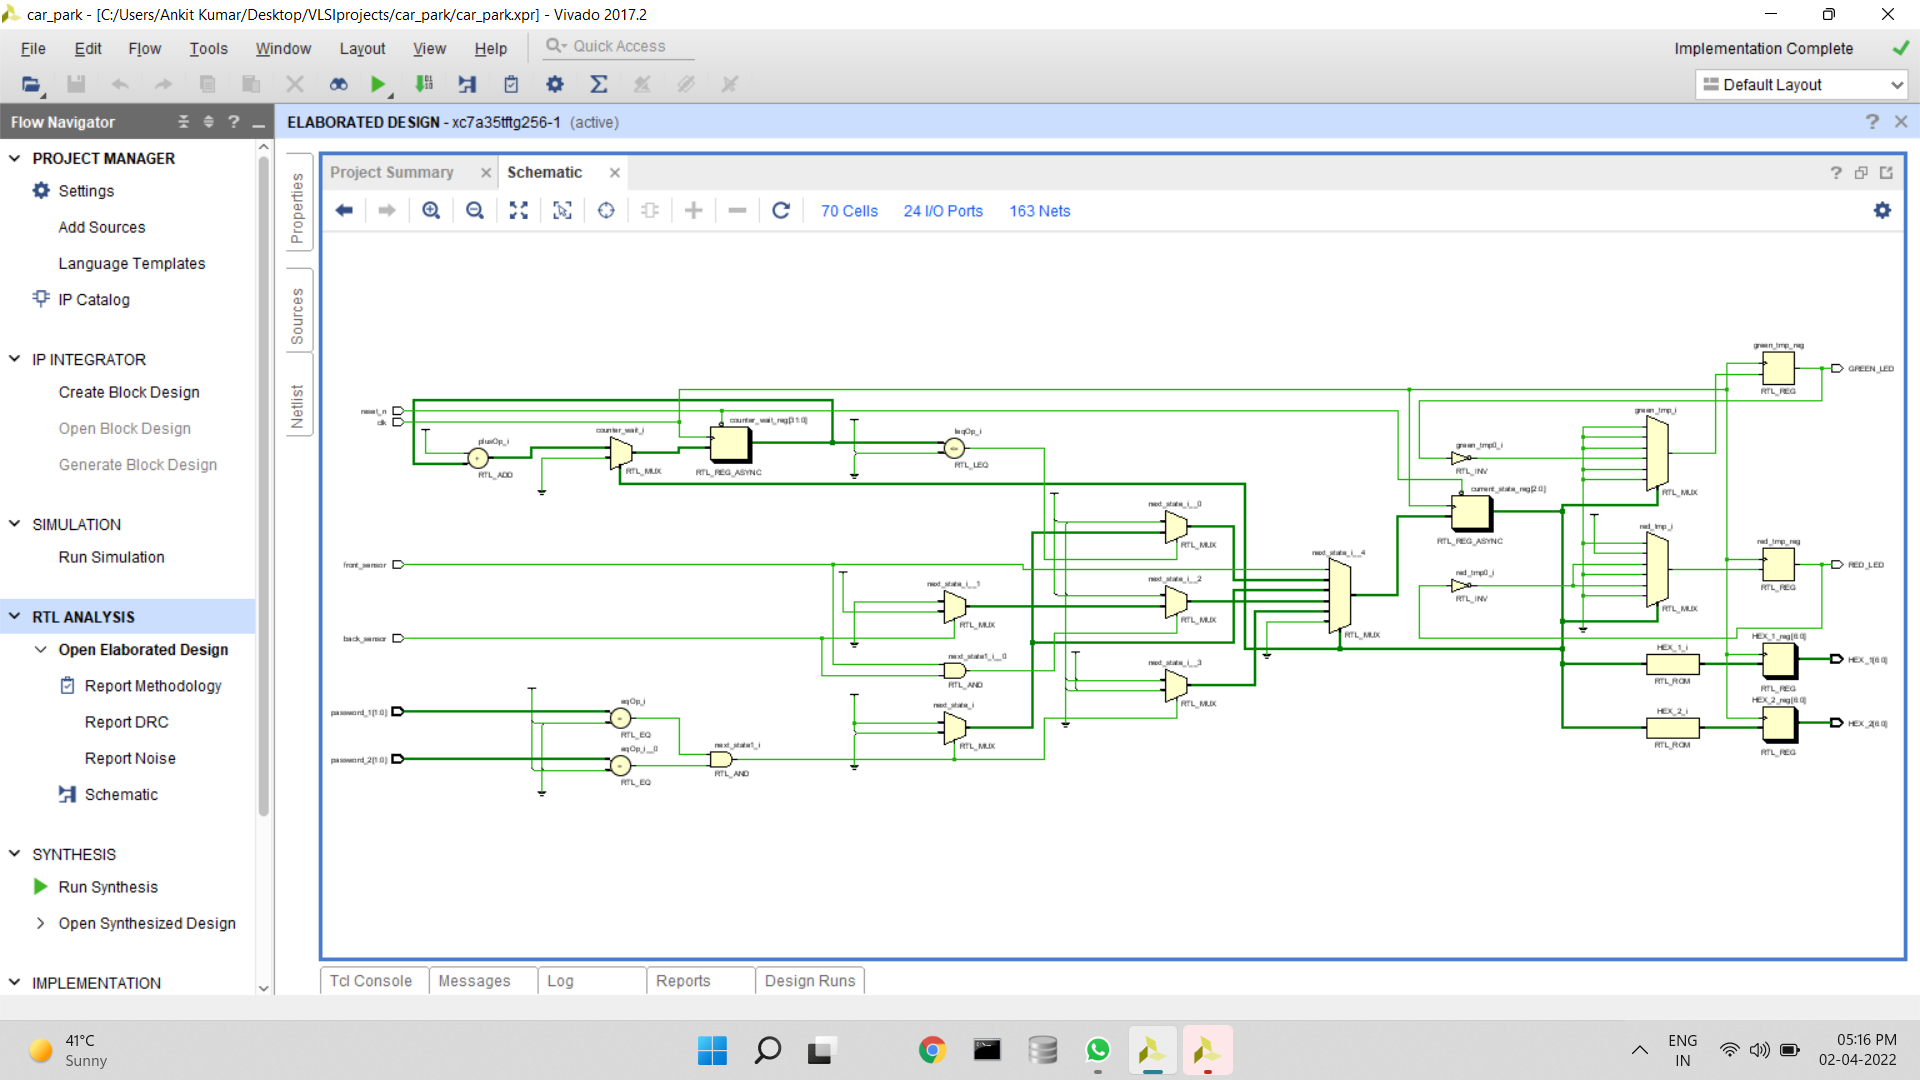 car_park - [C:/Users/Ankit Kumar/Desktop/VLSIprojects/car_park/car_park.xpr] - Vivado 2017.2
File Edit Flow Tools Window Layout View Help Quick Access
Implementation Complete
Default Layout
Flow Navigator
ELABORATED DESIGN - xc7a35tftg256-1 (active)
PROJECT MANAGER
Settings
Add Sources
Language Templates
IP Catalog
IP INTEGRATOR
Create Block Design
Open Block Design
Generate Block Design
SIMULATION
Run Simulation
RTL ANALYSIS
Open Elaborated Design
Report Methodology
Report DRC
Report Noise
Schematic
SYNTHESIS
Run Synthesis
Open Synthesized Design
IMPLEMENTATION
Properties
Sources
Netlist
Project Summary
Schematic
70 Cells 24 I/O Ports 163 Nets
reset_n
clk
plusOp_i
RTL_ADD
counter_wait_i
RTL_MUX
counter_wait_reg[31:0]
RTL_REG_ASYNC
leqOp_i
RTL_LEQ
front_sensor
back_sensor
password_1[1:0]
password_2[1:0]
eqOp_i
RTL_EQ
eqOp_i__0
RTL_EQ
next_state1_i
RTL_AND
next_state_i__1
RTL_MUX
next_state1_i__0
RTL_AND
next_state_i
RTL_MUX
next_state_i__0
RTL_MUX
next_state_i__2
RTL_MUX
next_state_i__3
RTL_MUX
next_state_i__4
RTL_MUX
green_tmp0_i
RTL_INV
current_state_reg[2:0]
RTL_REG_ASYNC
red_tmp0_i
RTL_INV
green_tmp_i
RTL_MUX
red_tmp_i
RTL_MUX
HEX_1_i
RTL_ROM
HEX_2_i
RTL_ROM
green_tmp_reg
RTL_REG
GREEN_LED
red_tmp_reg
RTL_REG
RED_LED
HEX_1_reg[6:0]
RTL_REG
HEX_1[6:0]
HEX_2_reg[6:0]
RTL_REG
HEX_2[6:0]
Tcl Console Messages Log Reports Design Runs
41°C
Sunny
ENG
IN
05:16 PM
02-04-2022